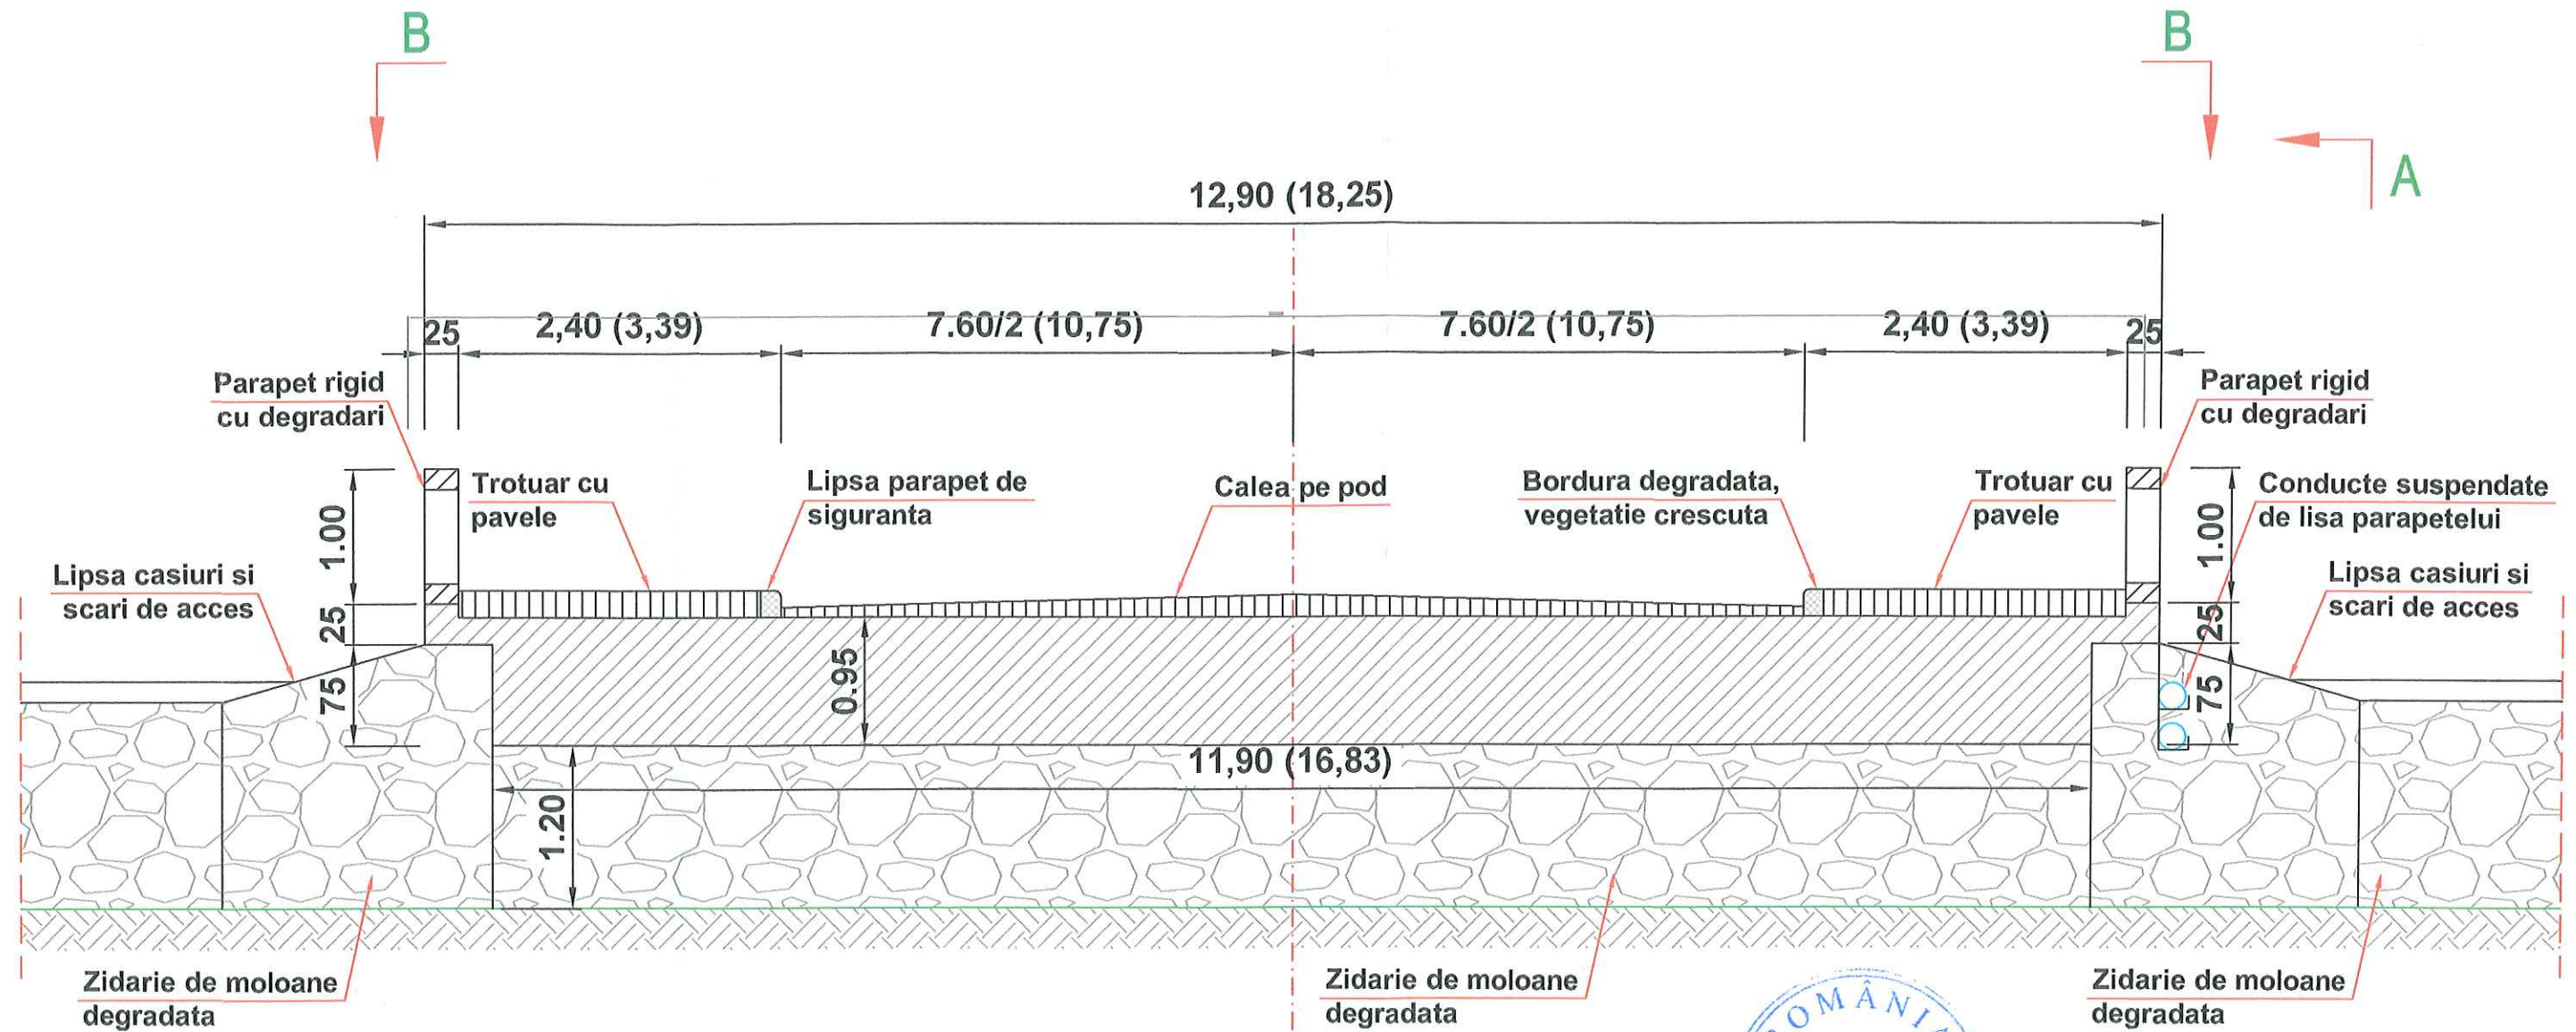 B
B
A
12,90 (18,25)
25
2,40 (3,39)
7.60/2 (10,75)
7.60/2 (10,75)
2,40 (3,39)
25
Parapet rigid
cu degradari
Parapet rigid
cu degradari
Trotuar cu
pavele
Lipsa parapet de
siguranta
Calea pe pod
Bordura degradata,
vegetatie crescuta
Trotuar cu
pavele
Conducte suspendate
de lisa parapetelui
1.00
1.00
Lipsa casiuri si
scari de acces
Lipsa casiuri si
scari de acces
25
25
75
0.95
75
11,90 (16,83)
1.20
Zidarie de moloane
degradata
Zidarie de moloane
degradata
Zidarie de moloane
degradata